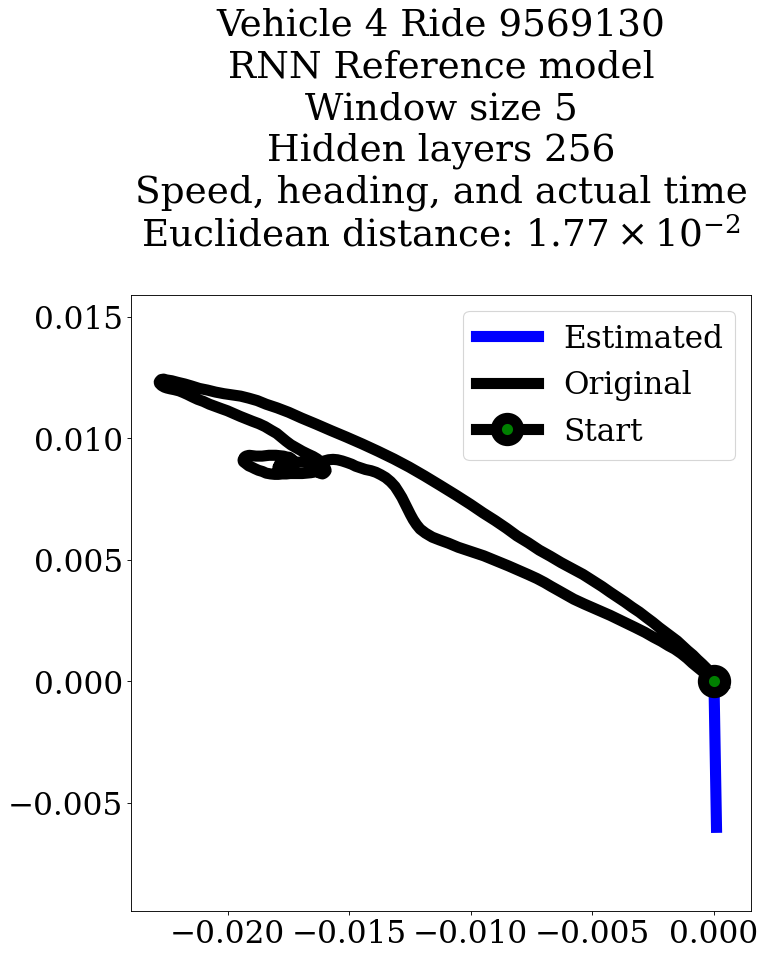 Vehicle 4 Ride 9569130
RNN Reference model
Window size 5
Hidden layers 256
Speed, heading, and actual time
Euclidean distance: 1.77 × 10⁻²
Estimated
Original
Start
0.015
0.010
0.005
0.000
−0.005
−0.020 −0.015 −0.010 −0.005 0.000